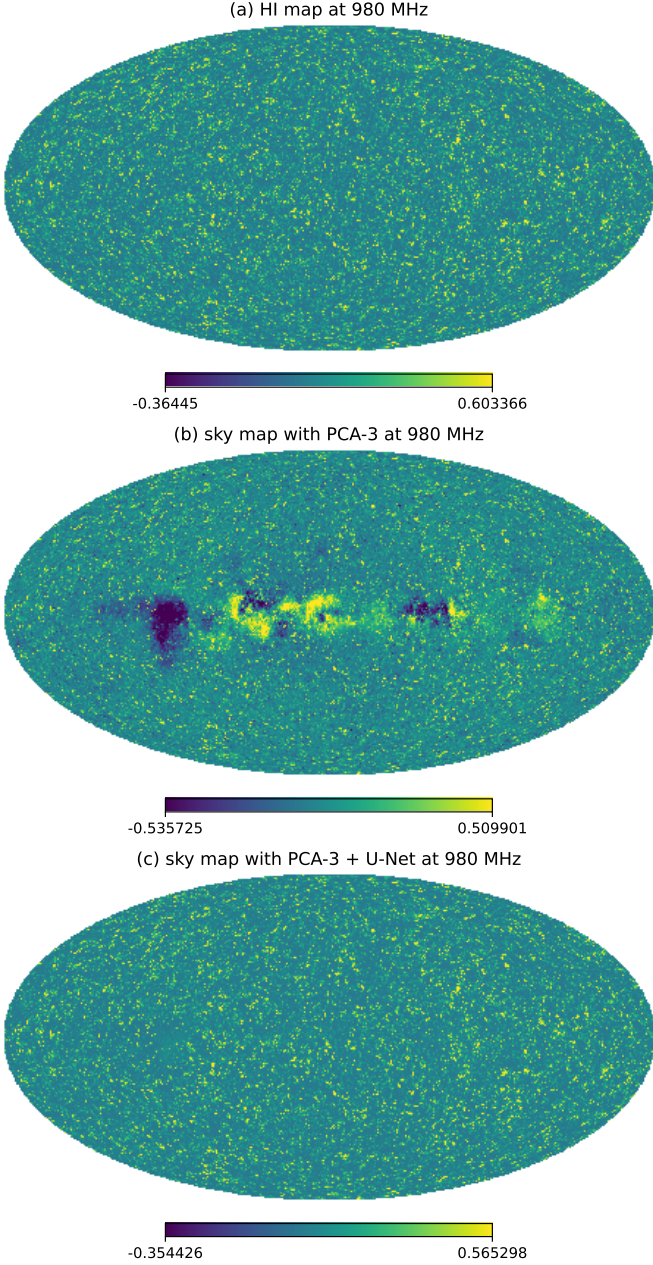 (a) HI map at 980 MHz
-0.36445 0.603366
(b) sky map with PCA-3 at 980 MHz
-0.535725 0.509901
(c) sky map with PCA-3 + U-Net at 980 MHz
-0.354426 0.565298